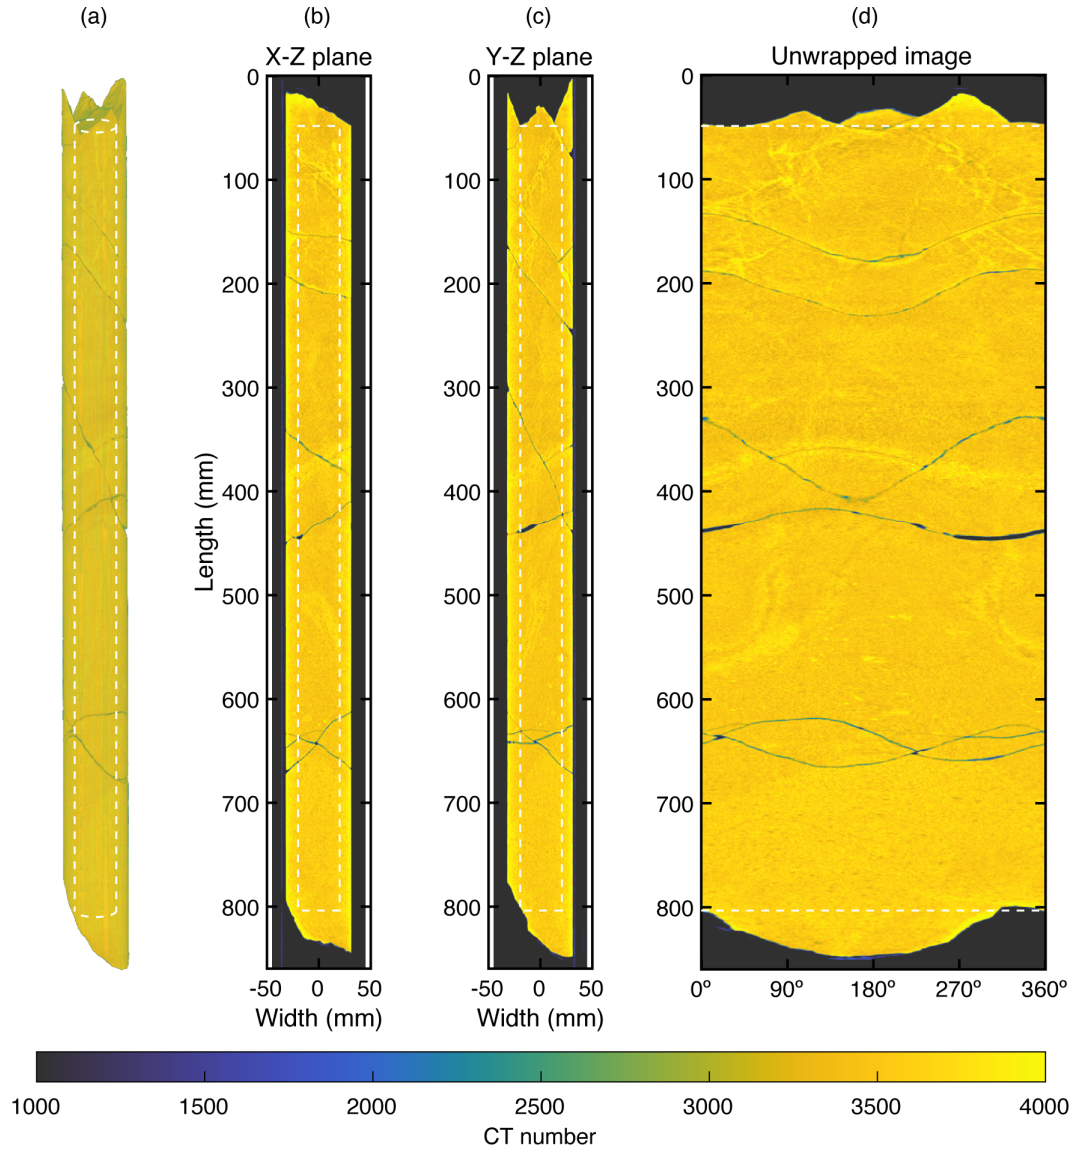 (a)
(b)
(c)
(d)
X-Z plane
Y-Z plane
Unwrapped image
Length (mm)
0
100
200
300
400
500
600
700
800
0
100
200
300
400
500
600
700
800
0
100
200
300
400
500
600
700
800
-50 0 50
-50 0 50
0º 90º 180º 270º 360º
Width (mm)
Width (mm)
1000 1500 2000 2500 3000 3500 4000
CT number